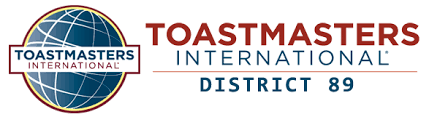 TOASTMASTERS
INTERNATIONAL
TOASTMASTERS
INTERNATIONAL®
DISTRICT 89